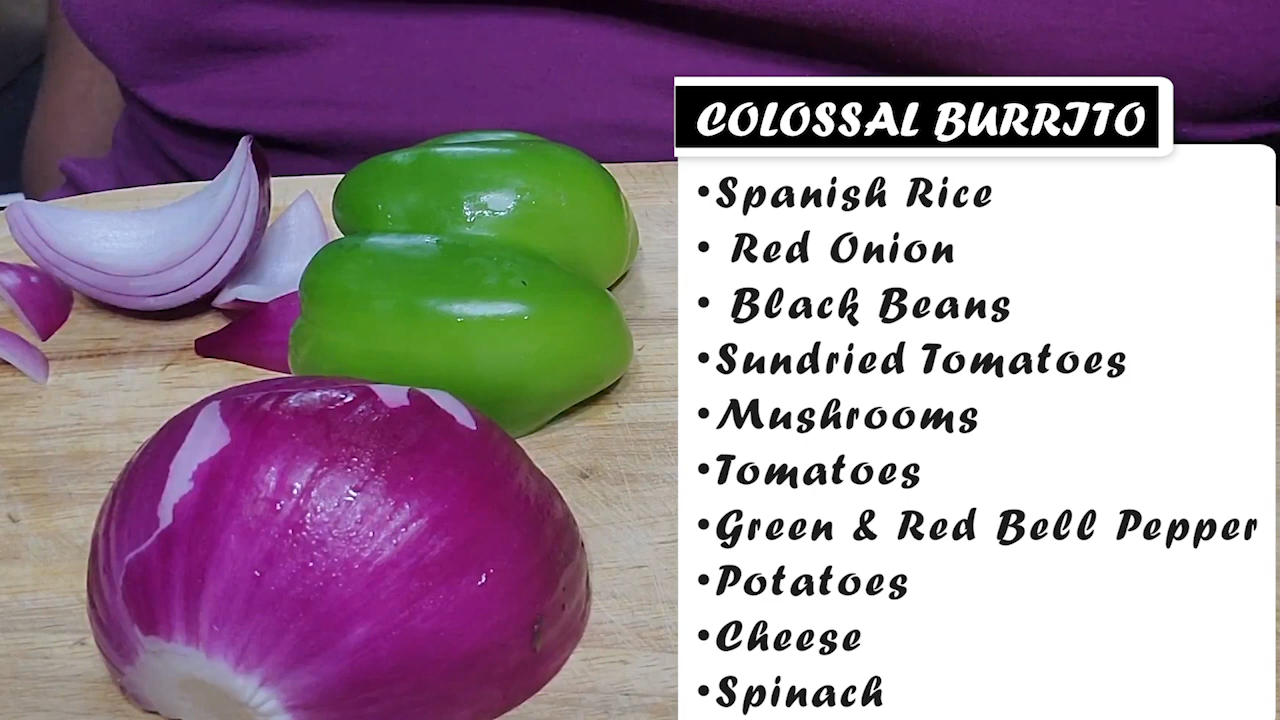 COLOSSAL BURRITO
•Spanish Rice
• Red Onion
• Black Beans
•Sundried Tomatoes
•Mushrooms
•Tomatoes
•Green & Red Bell Pepper
•Potatoes
•Cheese
•Spinach